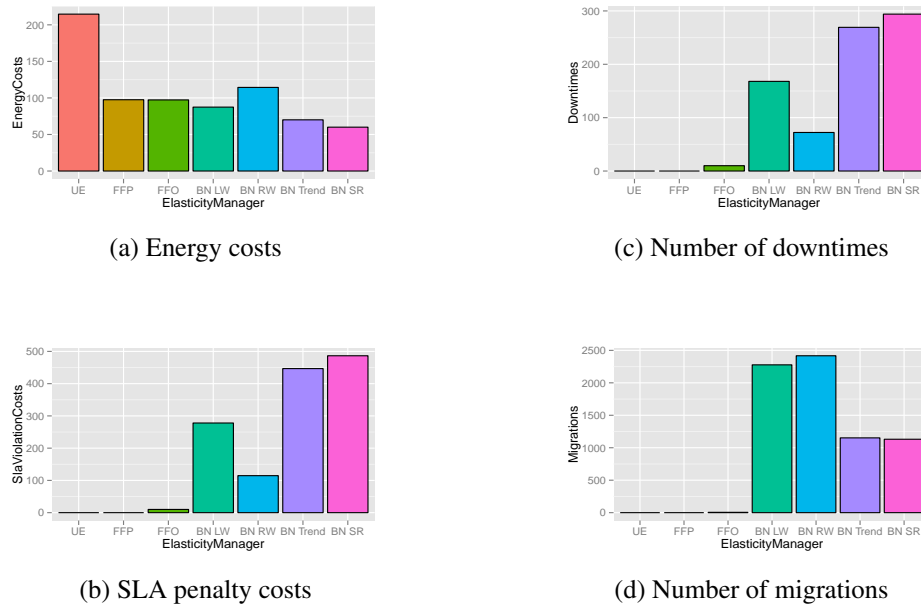 EnergyCosts
200
150
100
50
0
UE FFP FFO BN LW BN RW BN Trend BN SR
ElasticityManager
(a) Energy costs
Downtimes
300
200
100
0
UE FFP FFO BN LW BN RW BN Trend BN SR
ElasticityManager
(c) Number of downtimes
SlaViolationCosts
500
400
300
200
100
0
UE FFP FFO BN LW BN RW BN Trend BN SR
ElasticityManager
(b) SLA penalty costs
Migrations
2500
2000
1500
1000
500
0
UE FFP FFO BN LW BN RW BN Trend BN SR
ElasticityManager
(d) Number of migrations